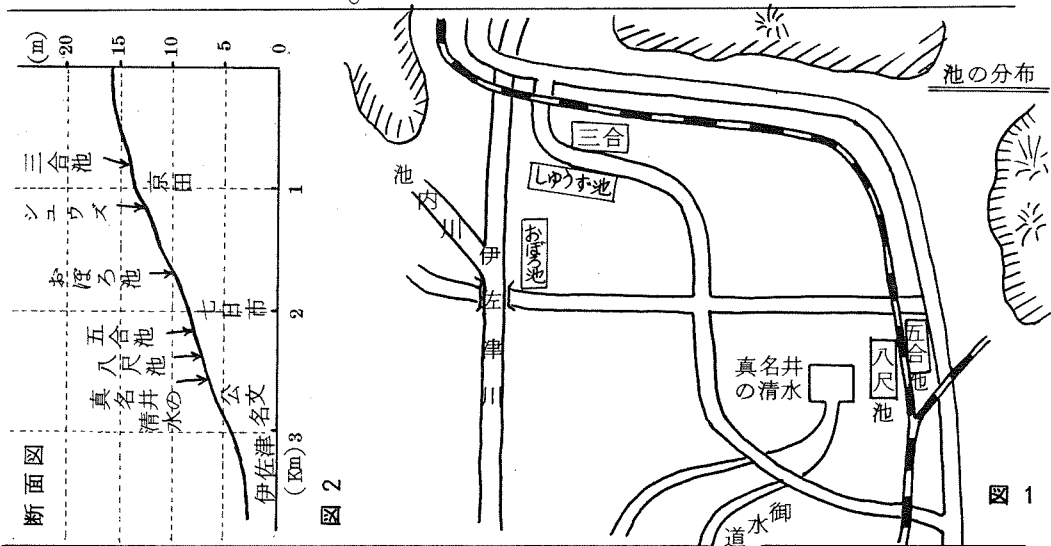 池の分布
三合
しゅうず池
おぼろ池
池内川
伊佐津川
五合池
八尺池
真名井
の清水
御水道
図 1
(m)
20
15
10
5
0
三合池
シュウズ
おぼろ池
五合池
八尺池
真名井の
清水
京田
七日市
公文名
伊佐津
1
2
3
(Km)
断面図
図 2